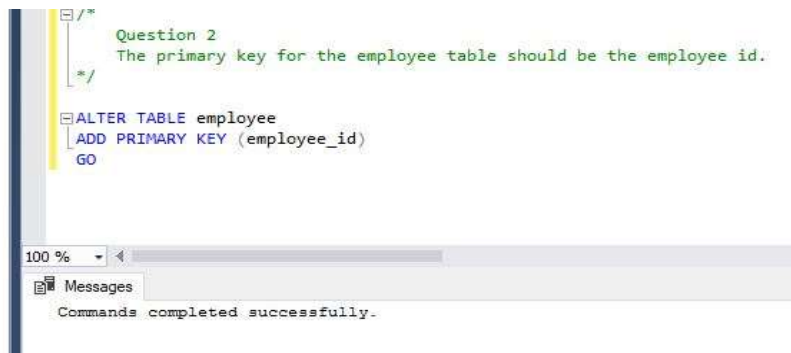 /*
Question 2
The primary key for the employee table should be the employee id.
*/
ALTER TABLE employee
ADD PRIMARY KEY (employee_id)
GO
100 %
Messages
Commands completed successfully.